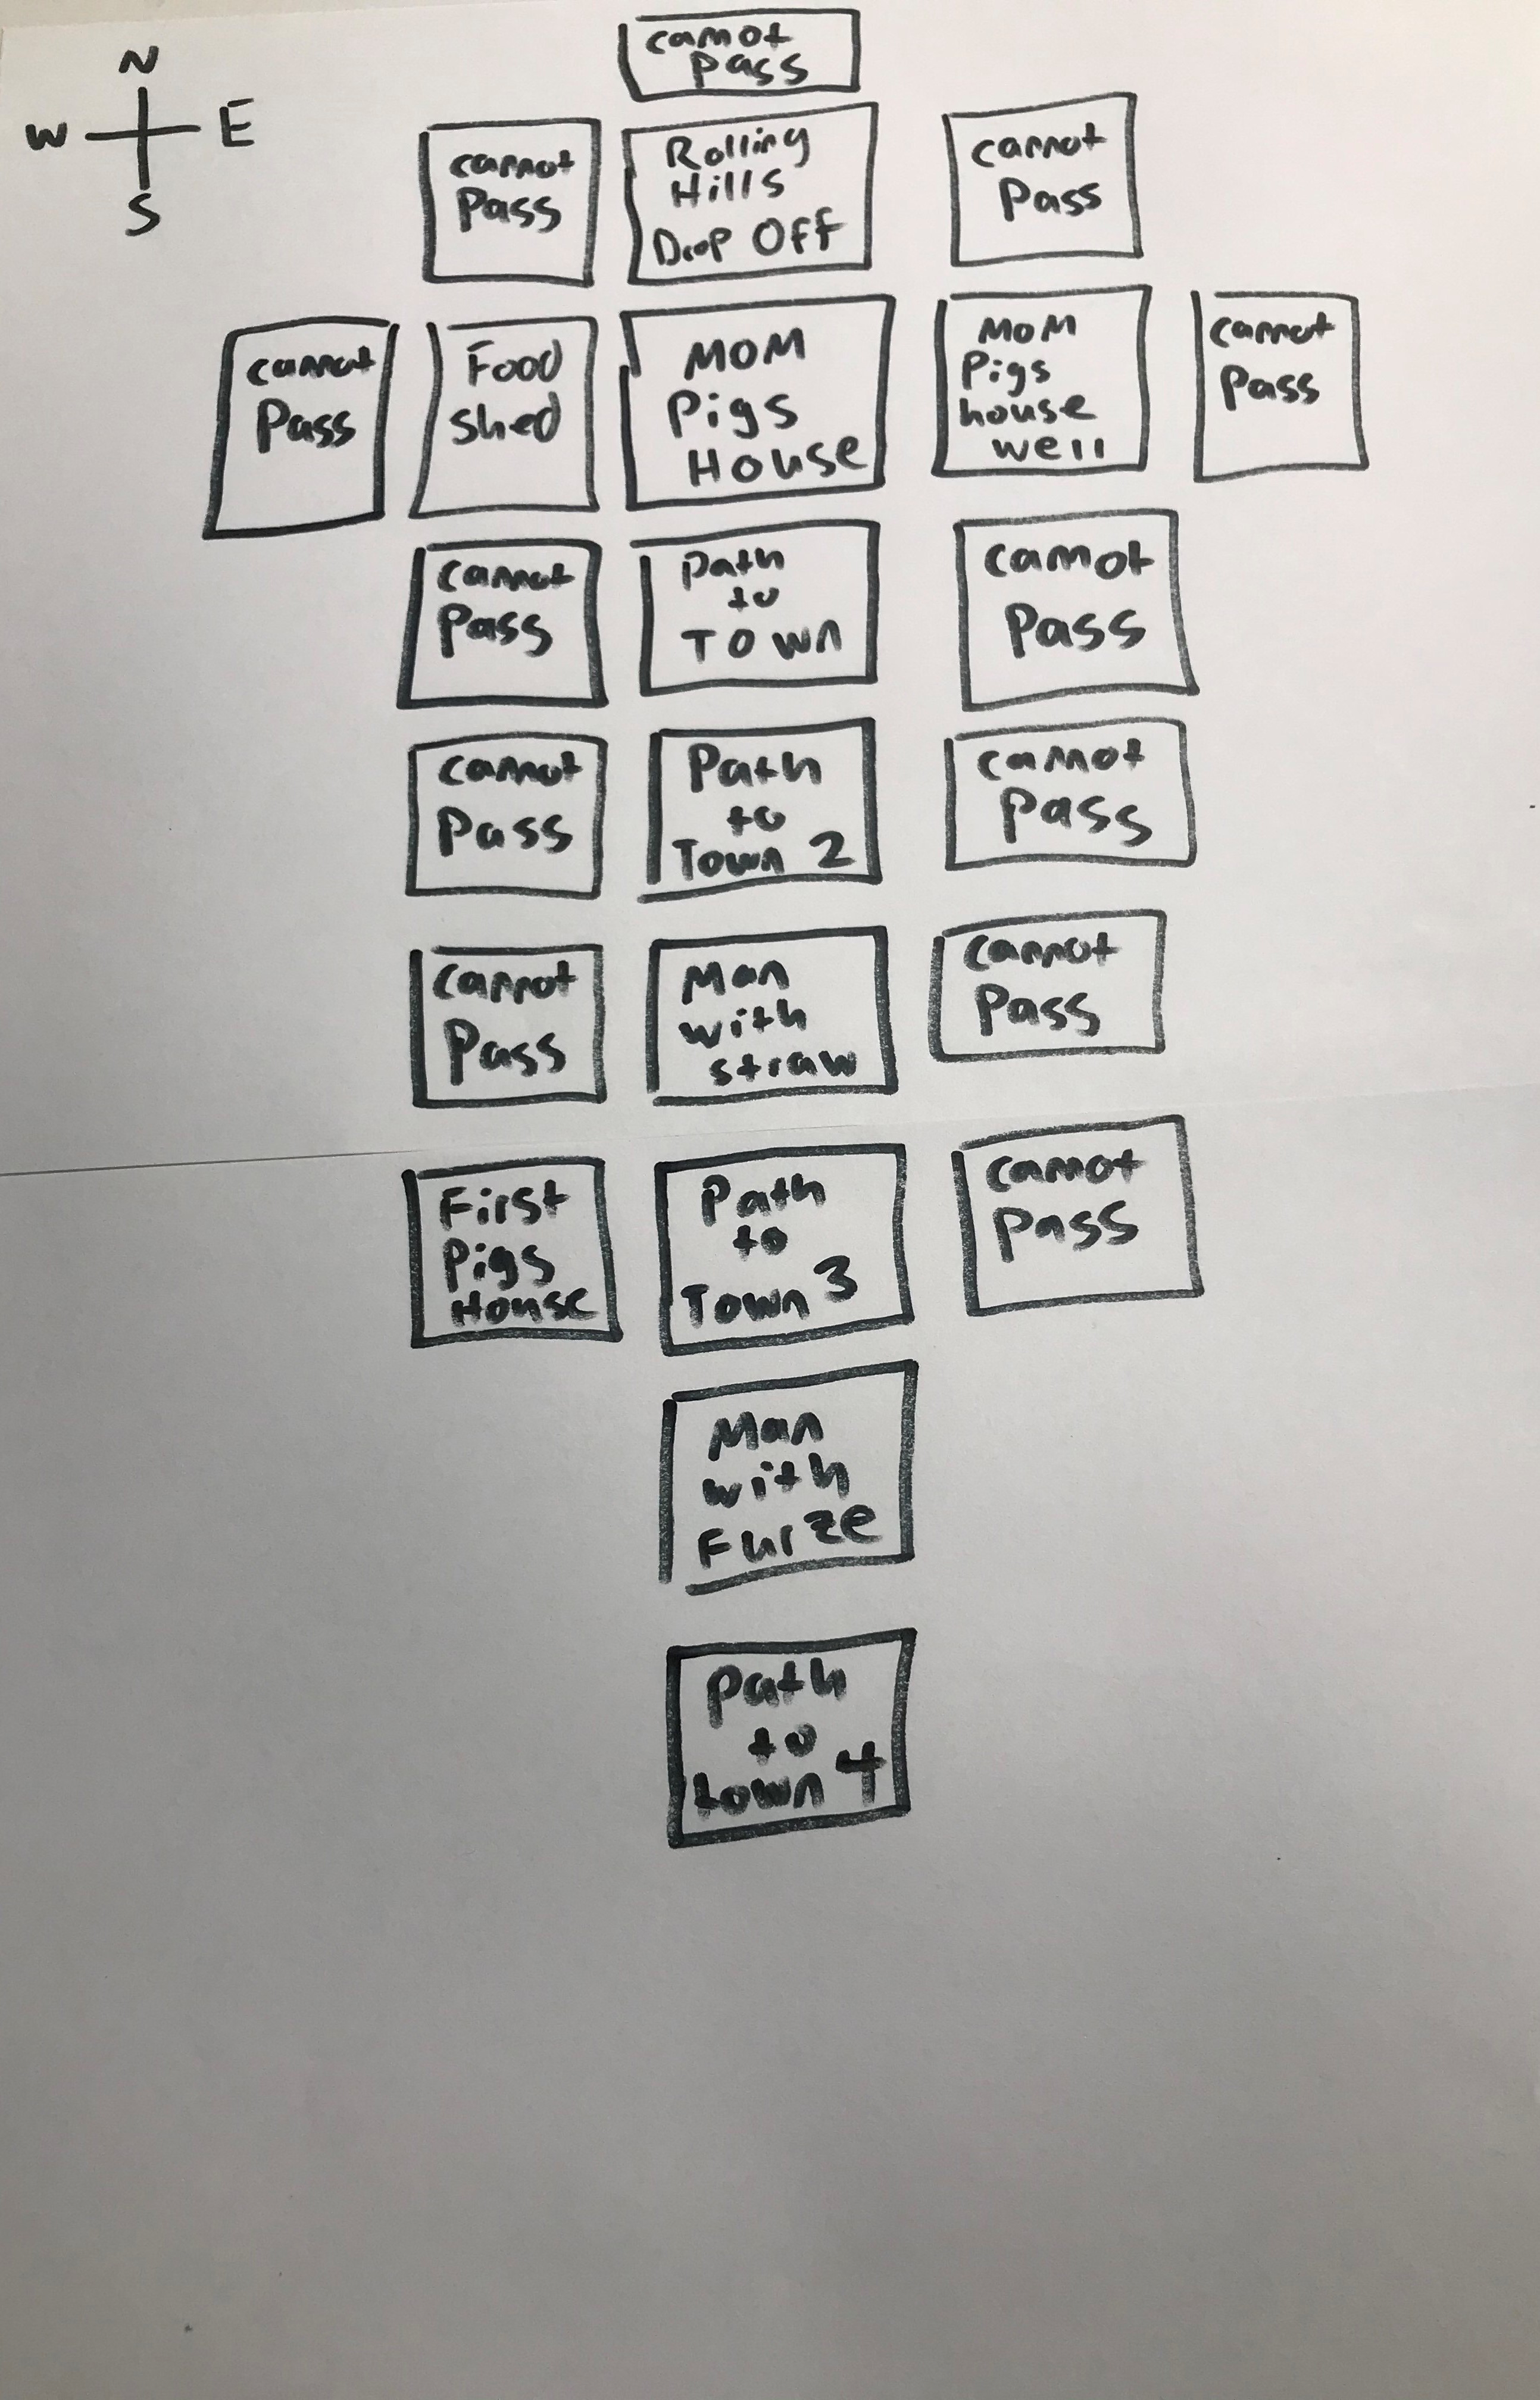 N
W E
S
cannot
pass
cannot
Pass
Rolling
Hills
Drop Off
cannot
Pass
cannot
Pass
Food
shed
MOM
Pigs
House
MOM
Pigs
house
well
cannot
Pass
cannot
Pass
Path
to
TOWN
cannot
Pass
cannot
Pass
Path
to
Town 2
cannot
Pass
cannot
Pass
Man
with
straw
cannot
Pass
First
Pigs
House
Path
to
Town 3
cannot
Pass
Man
with
Furze
Path
to
town 4